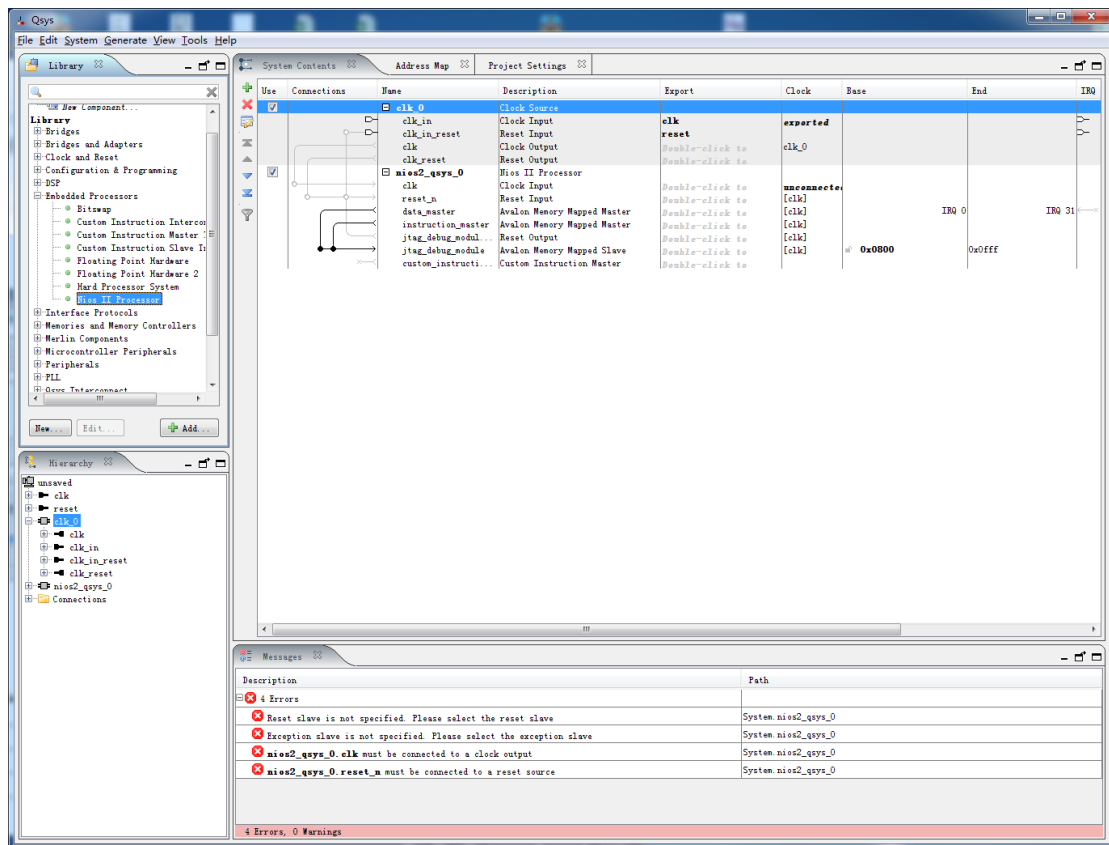 Qsys
File Edit System Generate View Tools Help
Library
New Component...
Library
Bridges
Bridges and Adapters
Clock and Reset
Configuration & Programming
DSP
Embedded Processors
Bitswap
Custom Instruction Interco
Custom Instruction Master
Custom Instruction Slave
Floating Point Hardware
Floating Point Hardware 2
Hard Processor System
Nios II Processor
Interface Protocols
Memories and Memory Controllers
Merlin Components
Microcontroller Peripherals
Peripherals
PLL
Qsys Interconnect
New... Edit... Add...
Hierarchy
unsaved
clk
reset
clk_0
clk
clk_in
clk_in_reset
clk_reset
nios2_qsys_0
Connections
System Contents Address Map Project Settings
Use Connections Name Description Export Clock Base End IRQ
clk_0 Clock Source
clk_in Clock Input clk exported
clk_in_reset Reset Input reset
clk Clock Output Double-click to clk_0
clk_reset Reset Output Double-click to
nios2_qsys_0 Nios II Processor
clk Clock Input Double-click to unconnecte
reset_n Reset Input Double-click to [clk]
data_master Avalon Memory Mapped Master Double-click to [clk] IRQ 0 IRQ 31
instruction_master Avalon Memory Mapped Master Double-click to [clk]
jtag_debug_modul... Reset Output Double-click to [clk]
jtag_debug_module Avalon Memory Mapped Slave Double-click to [clk] 0x0800 0x0fff
custom_instructi... Custom Instruction Master Double-click to
Messages
Description Path
4 Errors
Reset slave is not specified. Please select the reset slave System.nios2_qsys_0
Exception slave is not specified. Please select the exception slave System.nios2_qsys_0
nios2_qsys_0.clk must be connected to a clock output System.nios2_qsys_0
nios2_qsys_0.reset_n must be connected to a reset source System.nios2_qsys_0
4 Errors, 0 Warnings